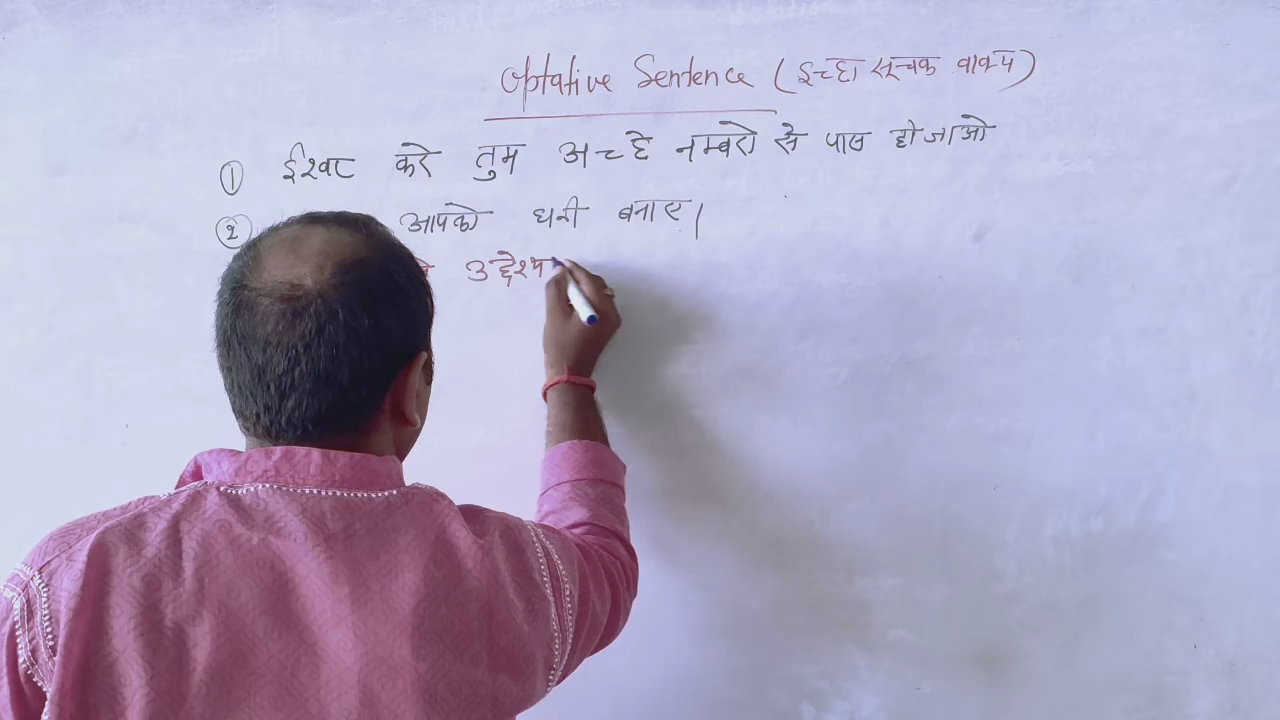 Optative Sentence (इच्छा सूचक वाक्य)
① ईश्वर करे तुम अच्छे नम्बरो से पास हो जाओ
② आपको धनी बनाए।
उद्देश्य